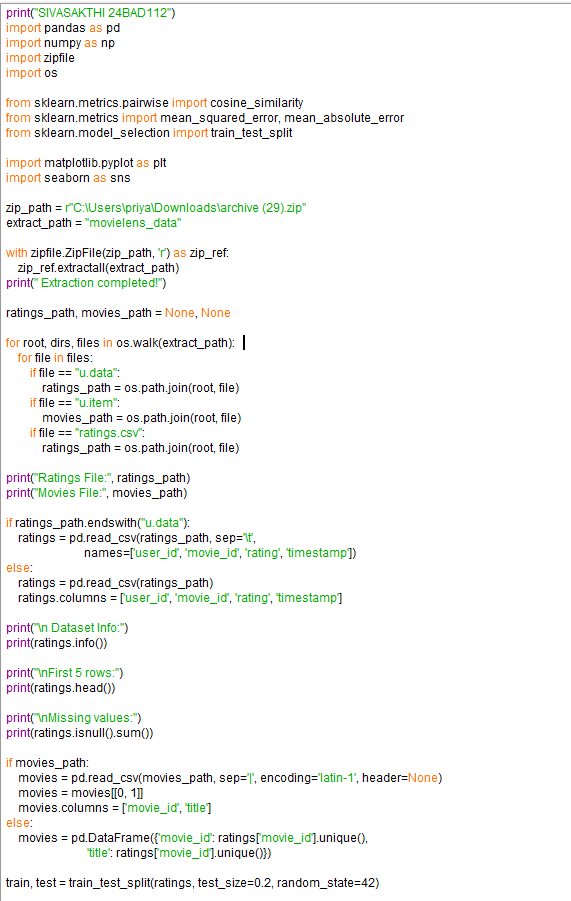 print("SIVASAKTHI 24BAD112")
import pandas as pd
import numpy as np
import zipfile
import os

from sklearn.metrics.pairwise import cosine_similarity
from sklearn.metrics import mean_squared_error, mean_absolute_error
from sklearn.model_selection import train_test_split

import matplotlib.pyplot as plt
import seaborn as sns

zip_path = r"C:\Users\priya\Downloads\archive (29).zip"
extract_path = "movielens_data"

with zipfile.ZipFile(zip_path, 'r') as zip_ref:
    zip_ref.extractall(extract_path)
print(" Extraction completed!")

ratings_path, movies_path = None, None

for root, dirs, files in os.walk(extract_path):
    for file in files:
        if file == "u.data":
            ratings_path = os.path.join(root, file)
        if file == "u.item":
            movies_path = os.path.join(root, file)
        if file == "ratings.csv":
            ratings_path = os.path.join(root, file)

print("Ratings File:", ratings_path)
print("Movies File:", movies_path)

if ratings_path.endswith("u.data"):
    ratings = pd.read_csv(ratings_path, sep='\t',
                          names=['user_id', 'movie_id', 'rating', 'timestamp'])
else:
    ratings = pd.read_csv(ratings_path)
    ratings.columns = ['user_id', 'movie_id', 'rating', 'timestamp']

print("\n Dataset Info:")
print(ratings.info())

print("\nFirst 5 rows:")
print(ratings.head())

print("\nMissing values:")
print(ratings.isnull().sum())

if movies_path:
    movies = pd.read_csv(movies_path, sep='|', encoding='latin-1', header=None)
    movies = movies[[0, 1]]
    movies.columns = ['movie_id', 'title']
else:
    movies = pd.DataFrame({'movie_id': ratings['movie_id'].unique(),
                           'title': ratings['movie_id'].unique()})

train, test = train_test_split(ratings, test_size=0.2, random_state=42)